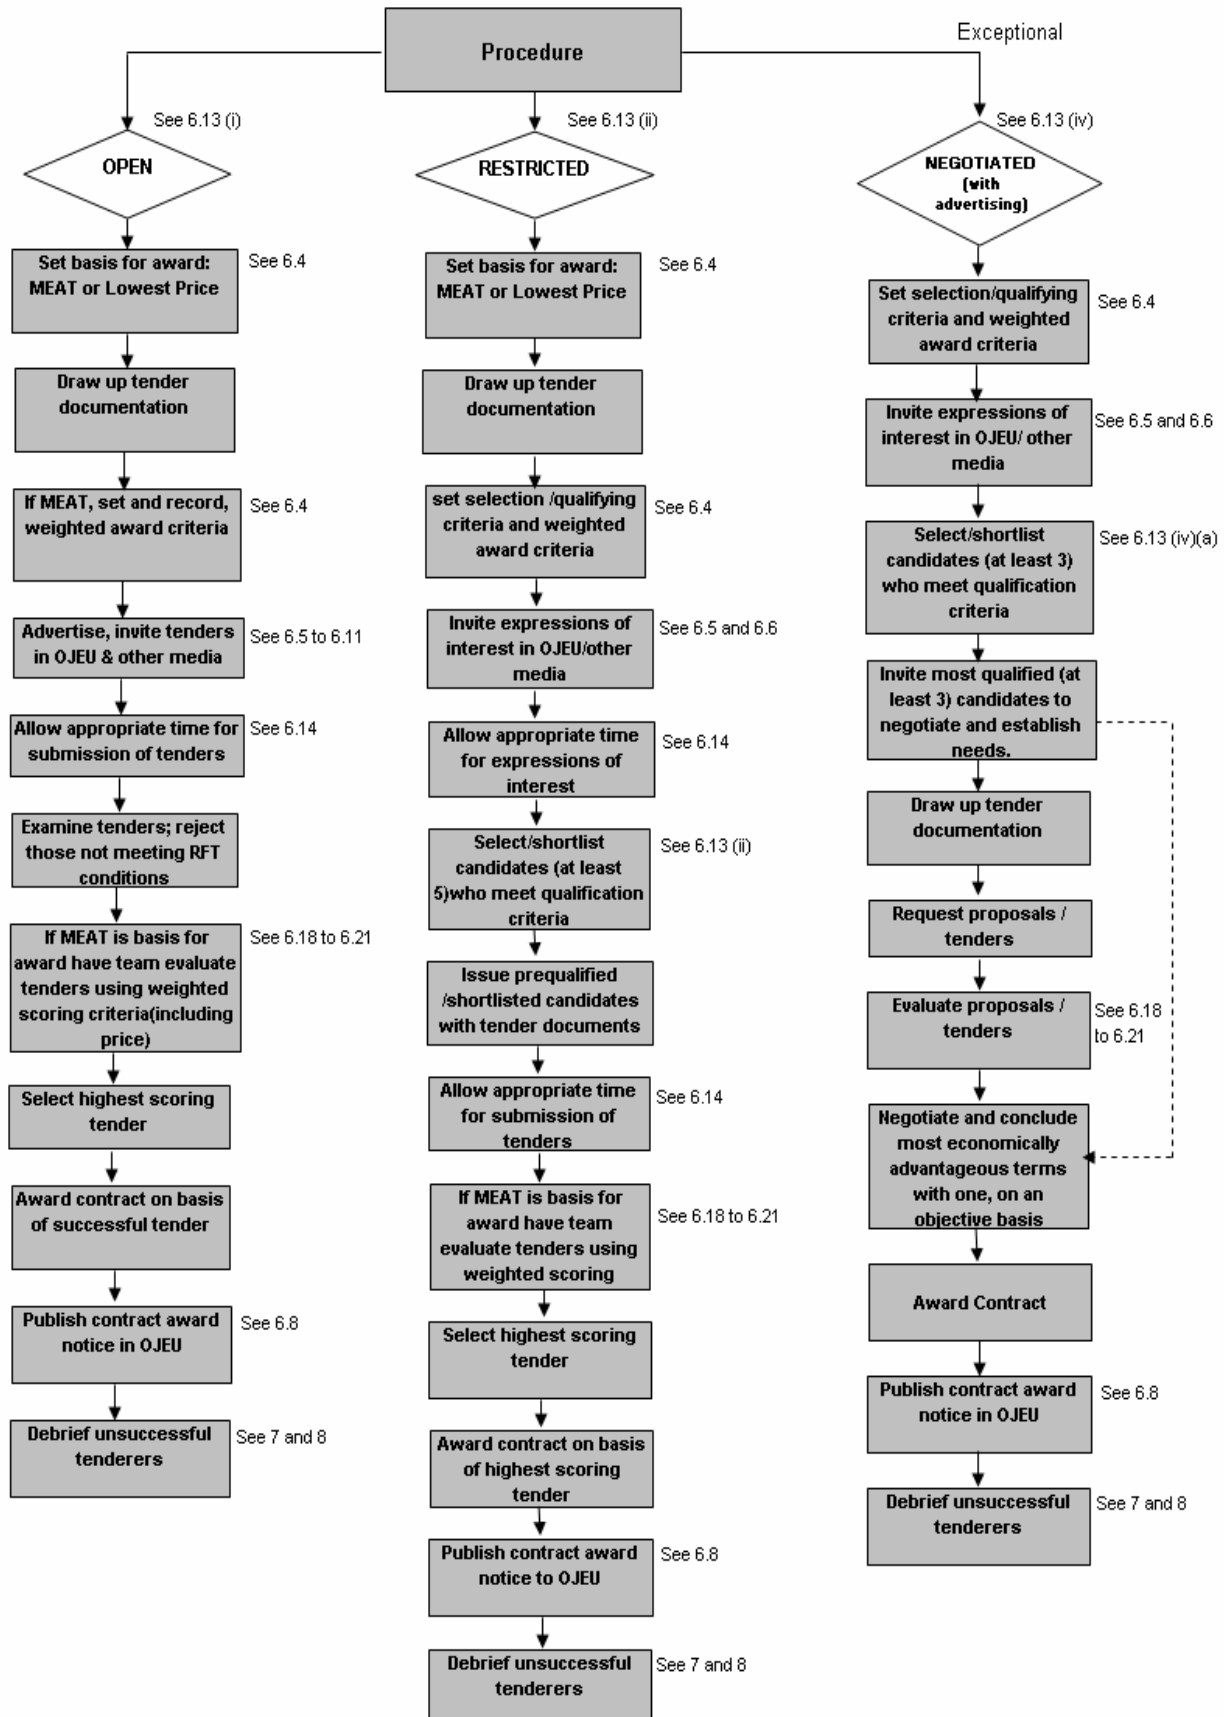 Procedure
Exceptional
See 6.13 (i)
OPEN
Set basis for award:
MEAT or Lowest Price
See 6.4
Draw up tender
documentation
If MEAT, set and record,
weighted award criteria
See 6.4
Advertise, invite tenders
in OJEU & other media
See 6.5 to 6.11
Allow appropriate time for
submission of tenders
See 6.14
Examine tenders; reject
those not meeting RFT
conditions
If MEAT is basis for
award have team evaluate
tenders using weighted
scoring criteria(including
price)
See 6.18 to 6.21
Select highest scoring
tender
Award contract on basis
of successful tender
Publish contract award
notice in OJEU
See 6.8
Debrief unsuccessful
tenderers
See 7 and 8
See 6.13 (ii)
RESTRICTED
Set basis for award:
MEAT or Lowest Price
See 6.4
Draw up tender
documentation
set selection /qualifying
criteria and weighted
award criteria
See 6.4
Invite expressions of
interest in OJEU/other
media
See 6.5 and 6.6
Allow appropriate time
for expressions of
interest
See 6.14
Select/shortlist
candidates (at least
5)who meet qualification
criteria
See 6.13 (ii)
Issue prequalified
/shortlisted candidates
with tender documents
Allow appropriate time
for submission of
tenders
See 6.14
If MEAT is basis for
award have team
evaluate tenders using
weighted scoring
See 6.18 to 6.21
Select highest scoring
tender
Award contract on basis
of highest scoring
tender
Publish contract award
notice to OJEU
See 6.8
Debrief unsuccessful
tenderers
See 7 and 8
See 6.13 (iv)
NEGOTIATED
(with
advertising)
Set selection/qualifying
criteria and weighted
award criteria
See 6.4
Invite expressions of
interest in OJEU/ other
media
See 6.5 and 6.6
Select/shortlist
candidates (at least 3)
who meet qualification
criteria
See 6.13 (iv)(a)
Invite most qualified (at
least 3) candidates to
negotiate and establish
needs.
Draw up tender
documentation
Request proposals /
tenders
Evaluate proposals /
tenders
See 6.18
to 6.21
Negotiate and conclude
most economically
advantageous terms
with one, on an
objective basis
Award Contract
Publish contract award
notice in OJEU
See 6.8
Debrief unsuccessful
tenderers
See 7 and 8